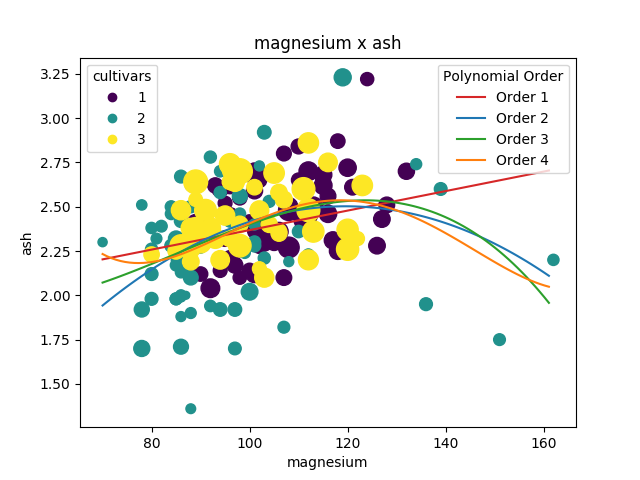 magnesium x ash
cultivars
1
2
3
Polynomial Order
Order 1
Order 2
Order 3
Order 4
ash
3.25
3.00
2.75
2.50
2.25
2.00
1.75
1.50
80 100 120 140 160
magnesium